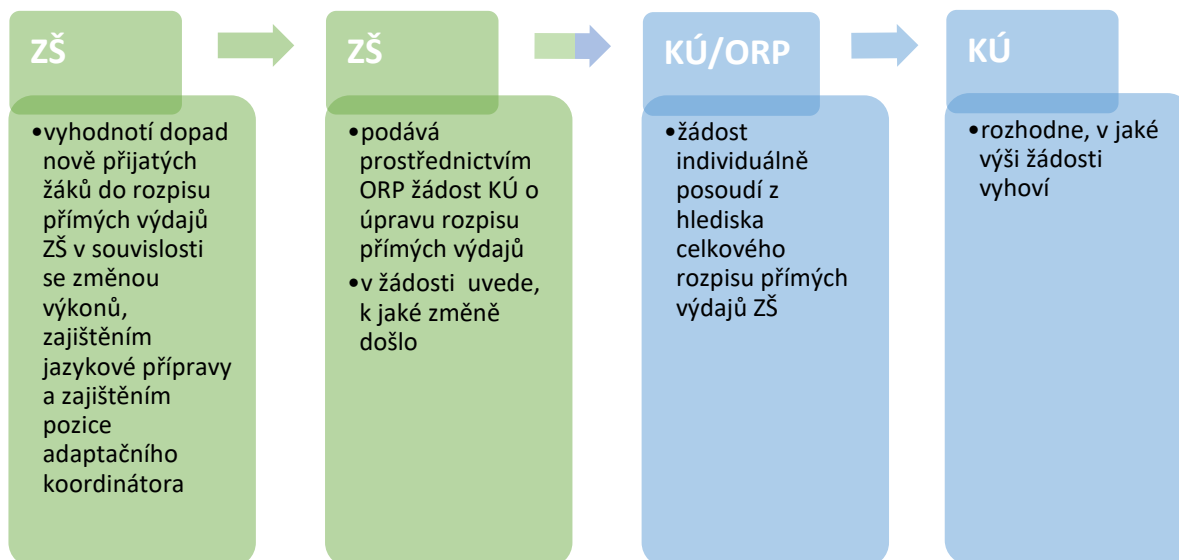 ZŠ
•vyhodnotí dopad
nově přijatých
žáků do rozpisu
přímých výdajů
ZŠ v souvislosti
se změnou
výkonů,
zajištěním
jazykové přípravy
a zajištěním
pozice
adaptačního
koordinátora
ZŠ
•podává
prostřednictvím
ORP žádost KÚ o
úpravu rozpisu
přímých výdajů
•v žádosti  uvede,
k jaké změně
došlo
KÚ/ORP
•žádost
individuálně
posoudí z
hlediska
celkového
rozpisu přímých
výdajů ZŠ
KÚ
•rozhodne, v jaké
výši žádosti
vyhoví